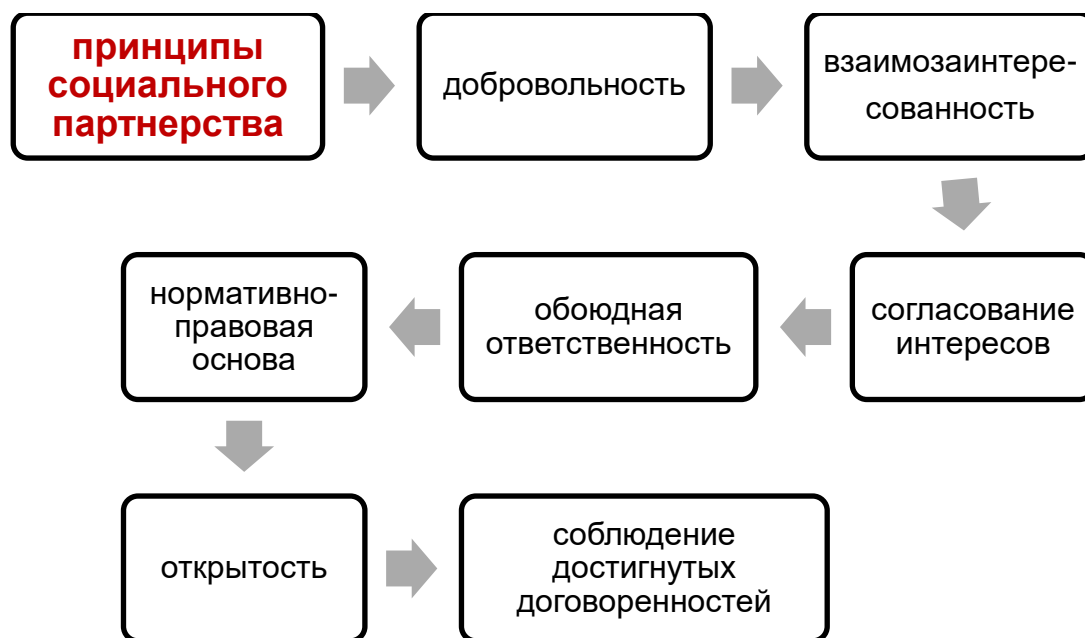 принципы
социального
партнерства
добровольность
взаимозаинтере-
сованность
согласование
интересов
обоюдная
ответственность
нормативно-
правовая
основа
открытость
соблюдение
достигнутых
договоренностей